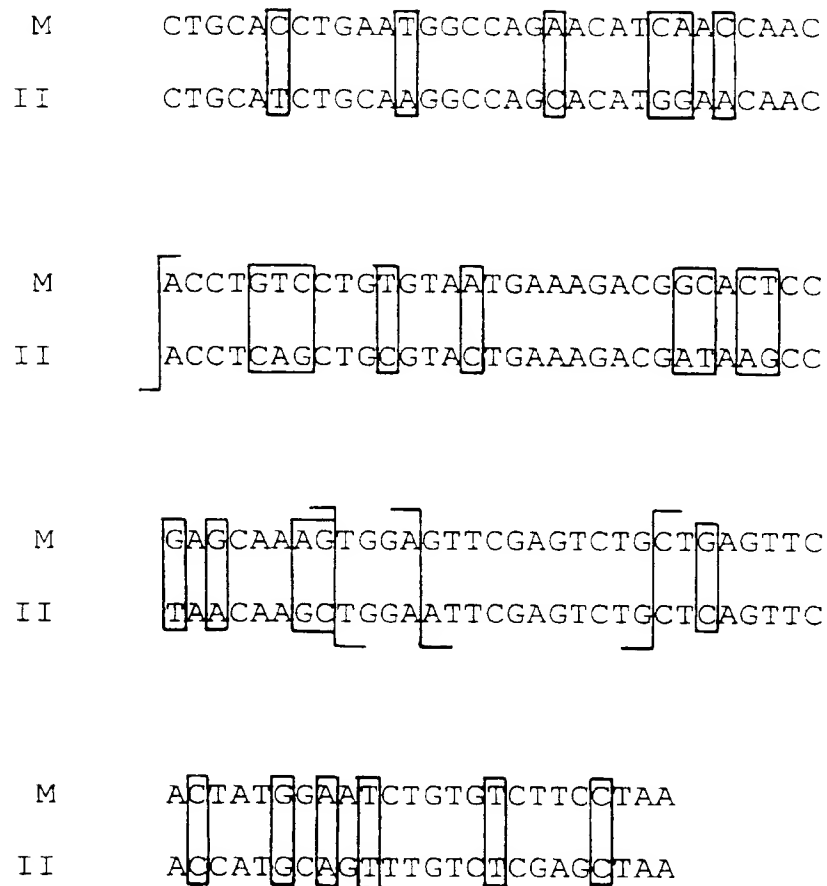 M CTGCACCTGAATGGCCAGAACATCAACCAAC
II CTGCATCTGCAAGGCCAGCACATGGAACAAC
M ACCTGTCCTGTGTAATGAAAGACGGCACTCC
II ACCTCAGCTGCGTACTGAAAGACGATAAGCC
M GAGCAAAGTGGAGTTCGAGTCTGCTGAGTTC
II TAACAAGCTGGAATTCGAGTCTGCTCAGTTC
M ACTATGGAATCTGTGTCTTCCTAA
II ACCATGCAGTTTGTCTCGAGCTAA